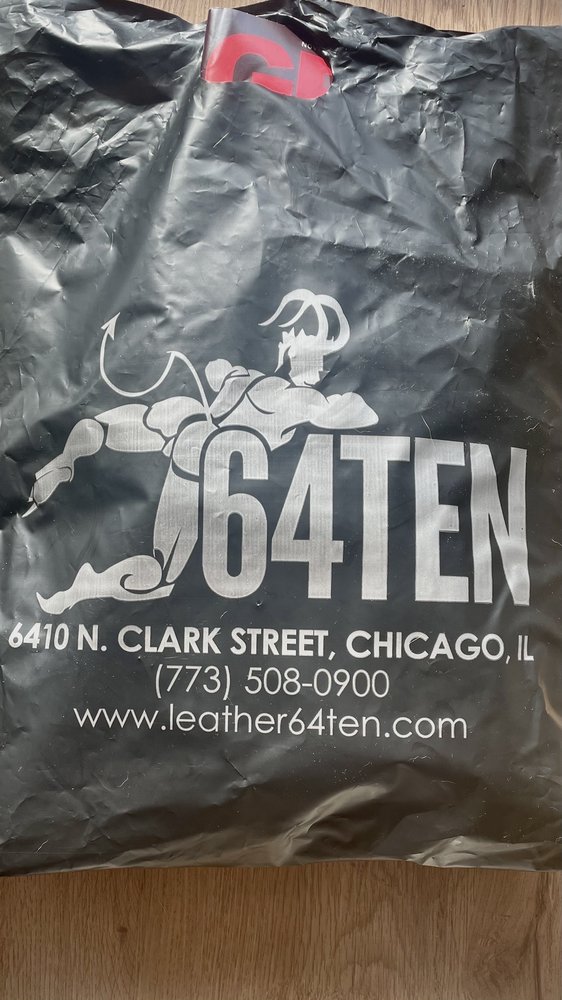 64TEN
6410 N. CLARK STREET, CHICAGO, IL
(773) 508-0900
www.leather64ten.com